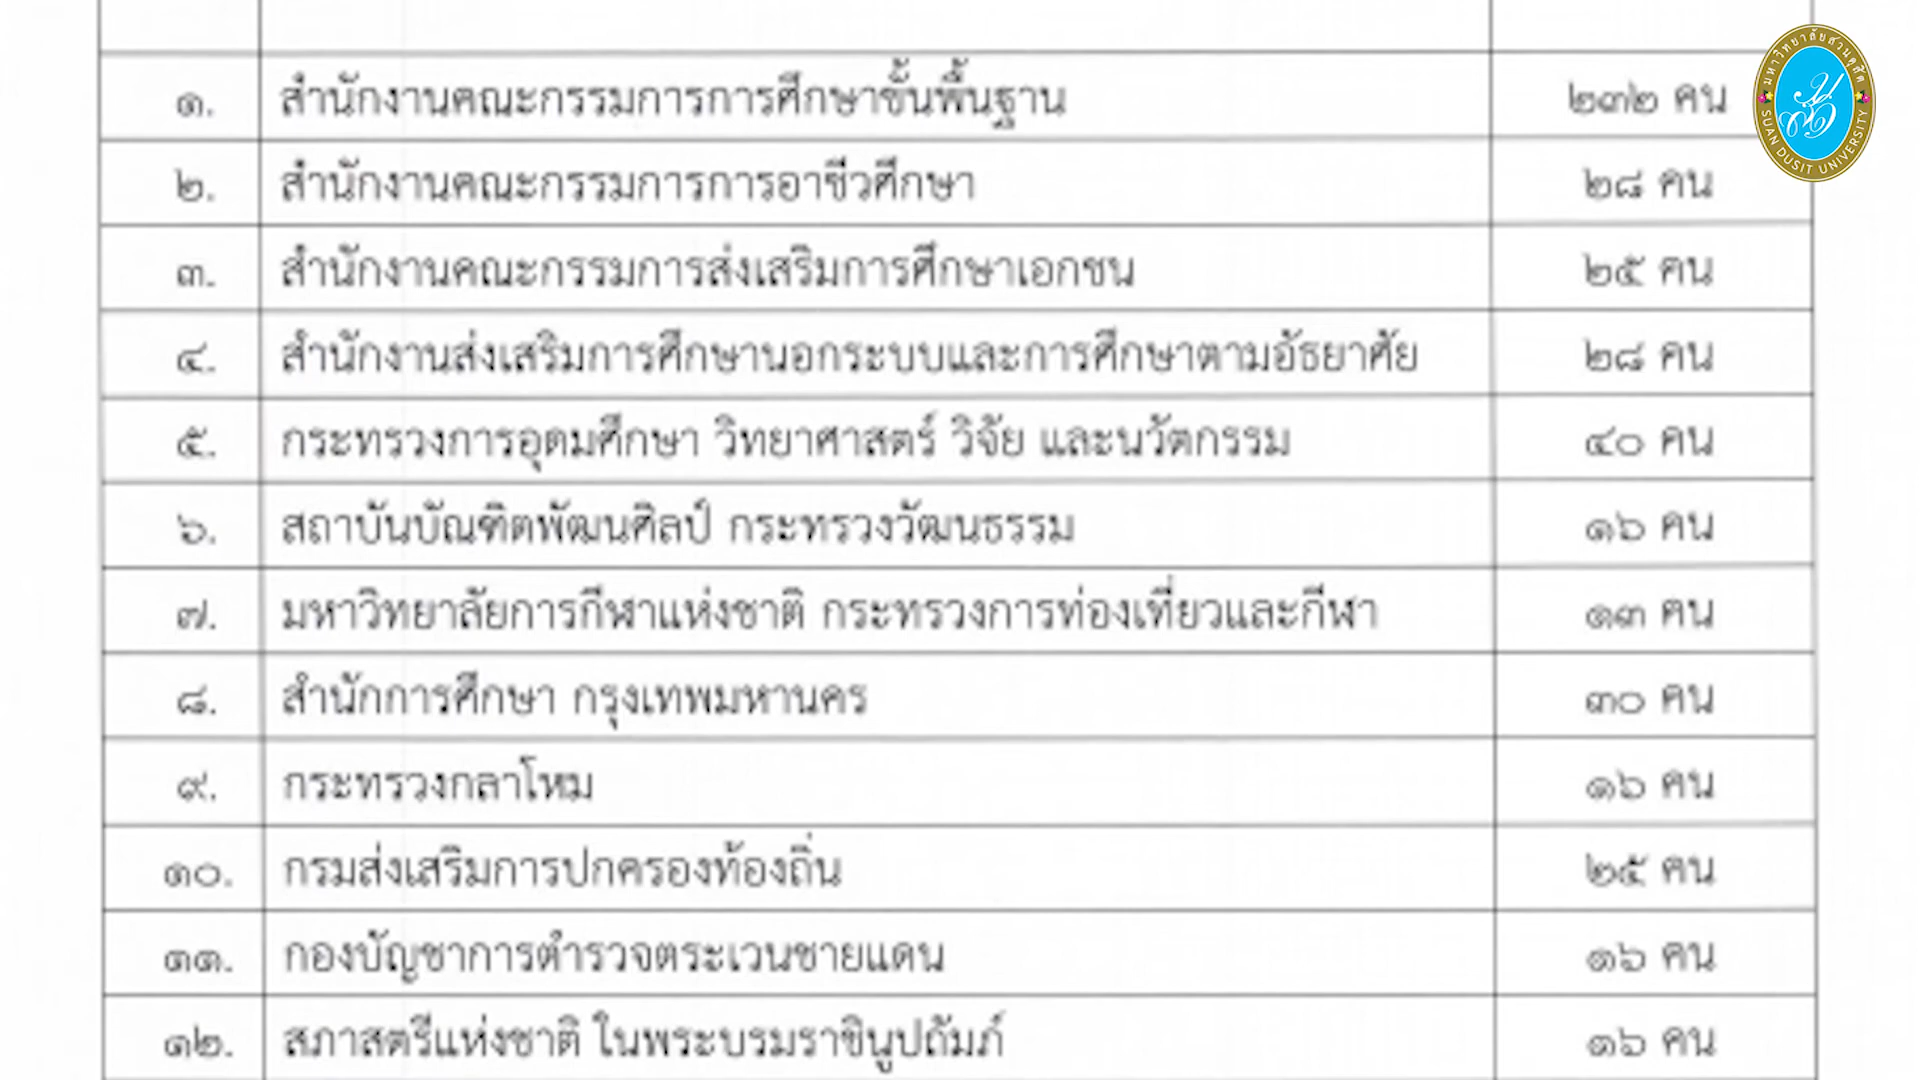 ๑. สำนักงานคณะกรรมการการศึกษาขั้นพื้นฐาน ๒๓๒ คน
๒. สำนักงานคณะกรรมการการอาชีวศึกษา ๒๘ คน
๓. สำนักงานคณะกรรมการส่งเสริมการศึกษาเอกชน ๒๕ คน
๔. สำนักงานส่งเสริมการศึกษานอกระบบและการศึกษาตามอัธยาศัย ๒๘ คน
๕. กระทรวงการอุดมศึกษา วิทยาศาสตร์ วิจัย และนวัตกรรม ๔๐ คน
๖. สถาบันบัณฑิตพัฒนศิลป์ กระทรวงวัฒนธรรม ๑๖ คน
๗. มหาวิทยาลัยการกีฬาแห่งชาติ กระทรวงการท่องเที่ยวและกีฬา ๑๓ คน
๘. สำนักการศึกษา กรุงเทพมหานคร ๓๐ คน
๙. กระทรวงกลาโหม ๑๖ คน
๑๐. กรมส่งเสริมการปกครองท้องถิ่น ๒๕ คน
๑๑. กองบัญชาการตำรวจตระเวนชายแดน ๑๖ คน
๑๒. สภาสตรีแห่งชาติ ในพระบรมราชินูปถัมภ์ ๑๖ คน
มหาวิทยาลัยสวนดุสิต
SUAN DUSIT UNIVERSITY